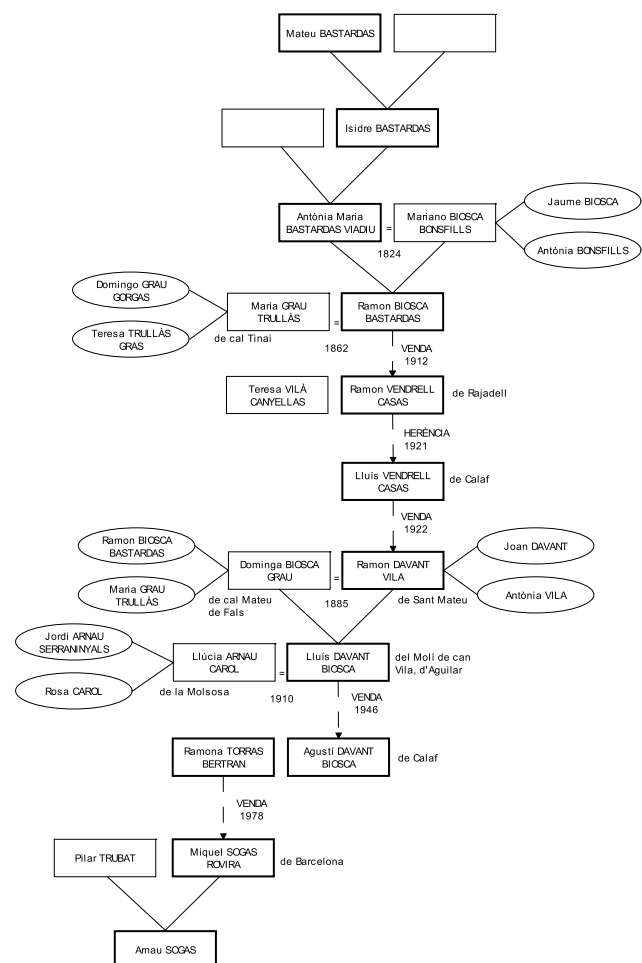 Mateu BASTARDAS
Isidre BASTARDAS
Antònia Maria
BASTARDAS VIADIU
=
Mariano BIOSCA
BONSFILLS
Jaume BIOSCA
Antònia BONSFILLS
1824
Domingo GRAU
GORGAS
Teresa TRULLÀS
GRAS
Maria GRAU
TRULLÀS
=
Ramon BIOSCA
BASTARDAS
de cal Tinai
1862
VENDA
1912
Teresa VILÀ
CANYELLAS
Ramon VENDRELL
CASAS
de Rajadell
HERÈNCIA
1921
Lluís VENDRELL
CASAS
de Calaf
VENDA
1922
Ramon BIOSCA
BASTARDAS
Maria GRAU
TRULLÀS
Dominga BIOSCA
GRAU
=
Ramon DAVANT
VILA
Joan DAVANT
Antònia VILA
de cal Mateu
de Fals
1885
de Sant Mateu
Jordi ARNAU
SERRANINYALS
Rosa CAROL
Llúcia ARNAU
CAROL
=
Lluís DAVANT
BIOSCA
del Molí de can
Vila, d'Aguilar
de la Molsosa
1910
VENDA
1946
Ramona TORRAS
BERTRAN
Agustí DAVANT
BIOSCA
de Calaf
VENDA
1978
Pilar TRUBAT
Miquel SOGAS
ROVIRA
de Barcelona
Arnau SOGAS